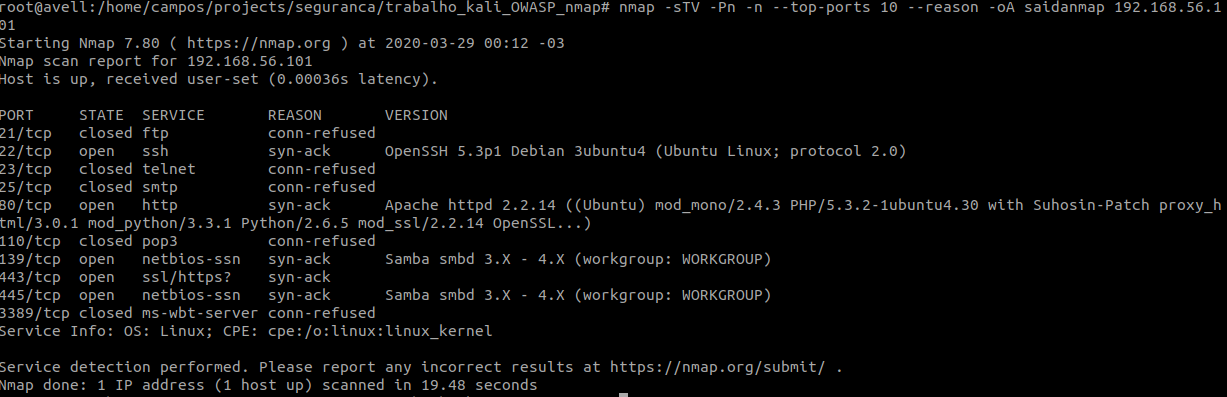 root@avell:/home/campos/projects/seguranca/trabalho_kali_OWASP_nmap# nmap -sTV -Pn -n --top-ports 10 --reason -oA saidanmap 192.168.56.1
01
Starting Nmap 7.80 ( https://nmap.org ) at 2020-03-29 00:12 -03
Nmap scan report for 192.168.56.101
Host is up, received user-set (0.00036s latency).
PORT     STATE  SERVICE       REASON       VERSION
21/tcp   closed ftp           conn-refused
22/tcp   open   ssh           syn-ack      OpenSSH 5.3p1 Debian 3ubuntu4 (Ubuntu Linux; protocol 2.0)
23/tcp   closed telnet        conn-refused
25/tcp   closed smtp          conn-refused
80/tcp   open   http          syn-ack      Apache httpd 2.2.14 ((Ubuntu) mod_mono/2.4.3 PHP/5.3.2-1ubuntu4.30 with Suhosin-Patch proxy_h
tml/3.0.1 mod_python/3.3.1 Python/2.6.5 mod_ssl/2.2.14 OpenSSL...)
110/tcp  closed pop3          conn-refused
139/tcp  open   netbios-ssn   syn-ack      Samba smbd 3.X - 4.X (workgroup: WORKGROUP)
443/tcp  open   ssl/https?    syn-ack
445/tcp  open   netbios-ssn   syn-ack      Samba smbd 3.X - 4.X (workgroup: WORKGROUP)
3389/tcp closed ms-wbt-server conn-refused
Service Info: OS: Linux; CPE: cpe:/o:linux:linux_kernel
Service detection performed. Please report any incorrect results at https://nmap.org/submit/ .
Nmap done: 1 IP address (1 host up) scanned in 19.48 seconds